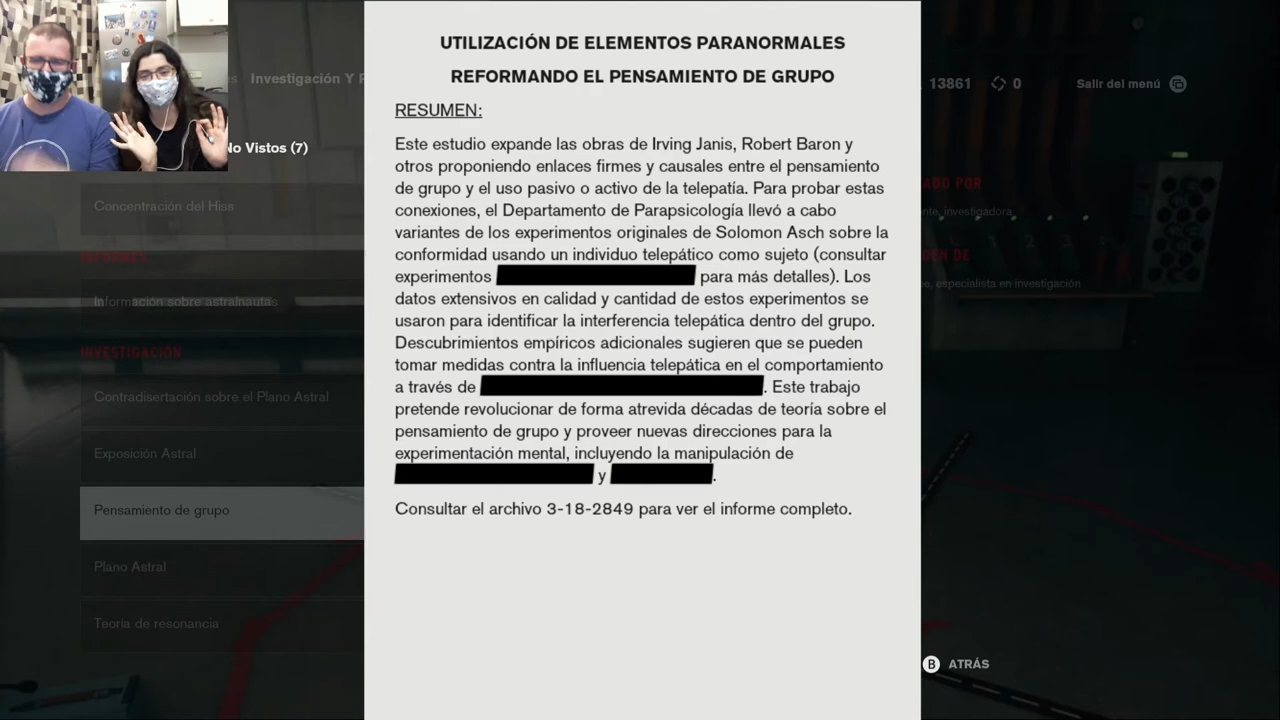 UTILIZACIÓN DE ELEMENTOS PARANORMALES
REFORMANDO EL PENSAMIENTO DE GRUPO
RESUMEN:
Este estudio expande las obras de Irving Janis, Robert Baron y
otros proponiendo enlaces firmes y causales entre el pensamiento
de grupo y el uso pasivo o activo de la telepatía. Para probar estas
conexiones, el Departamento de Parapsicología llevó a cabo
variantes de los experimentos originales de Solomon Asch sobre la
conformidad usando un individuo telepático como sujeto (consultar
experimentos para más detalles). Los
datos extensivos en calidad y cantidad de estos experimentos se
usaron para identificar la interferencia telepática dentro del grupo.
Descubrimientos empíricos adicionales sugieren que se pueden
tomar medidas contra la influencia telepática en el comportamiento
a través de . Este trabajo
pretende revolucionar de forma atrevida décadas de teoría sobre el
pensamiento de grupo y proveer nuevas direcciones para la
experimentación mental, incluyendo la manipulación de
y .
Consultar el archivo 3-18-2849 para ver el informe completo.
Investigación Y
No Vistos (7)
Concentración del Hiss
INFORMES
Información sobre astralnautas
INVESTIGACIÓN
Contradisertación sobre el Plano Astral
Exposición Astral
Pensamiento de grupo
Plano Astral
Teoría de resonancia
13861
0
Salir del menú
POR
investigadora
DE
especialista en investigación
B ATRÁS